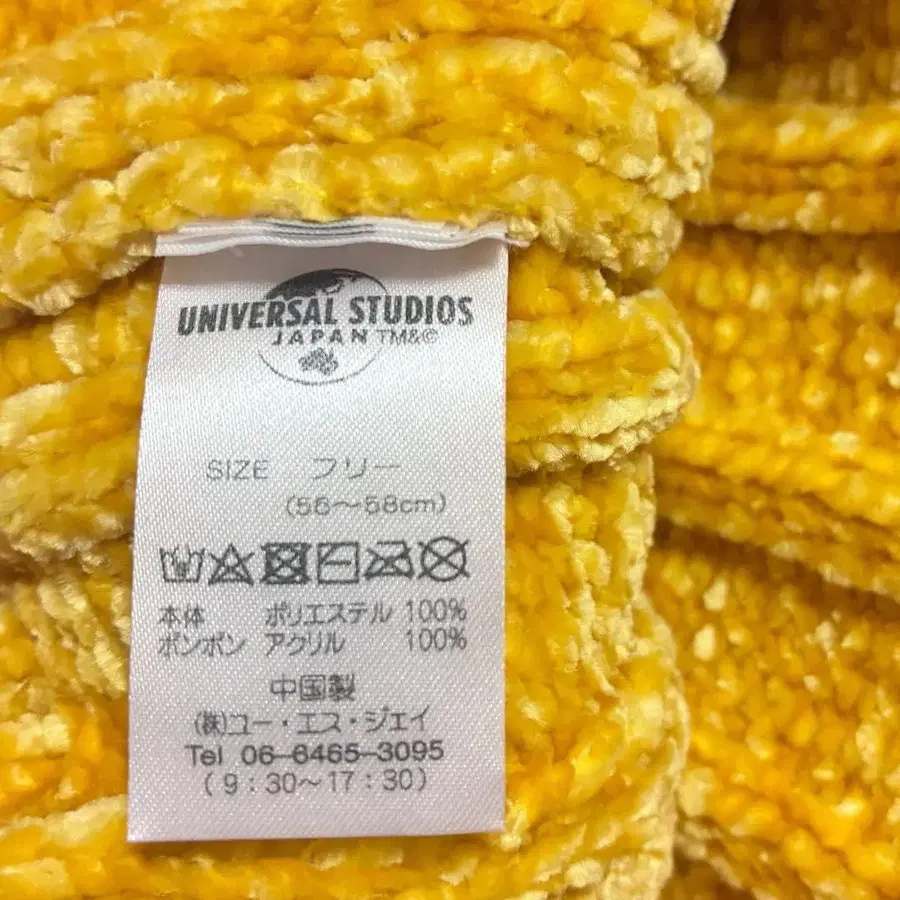 UNIVERSAL STUDIOS
JAPAN TM&©
SIZE フリー
(56～58cm)
本体 ポリエステル 100%
ポンポン アクリル 100%
中国製
(株)ユー・エス・ジェイ
Tel 06-6465-3095
(9:30～17:30)